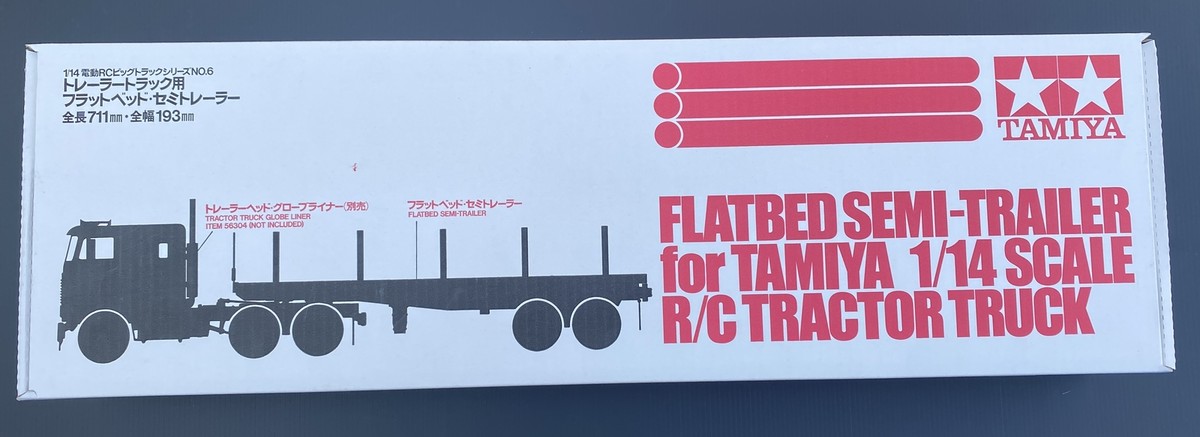 1/14 電動RCビッグトラックシリーズNO.6
トレーラートラック用
フラットベッド・セミトレーラー
全長711mm・全幅193mm
TAMIYA
トレーラーヘッド・グローブライナー(別売)
TRACTOR TRUCK GLOBE LINER
ITEM 56304 (NOT INCLUDED)
フラットベッド・セミトレーラー
FLATBED SEMI-TRAILER
FLATBED SEMI-TRAILER
for TAMIYA 1/14 SCALE
R/C TRACTOR TRUCK